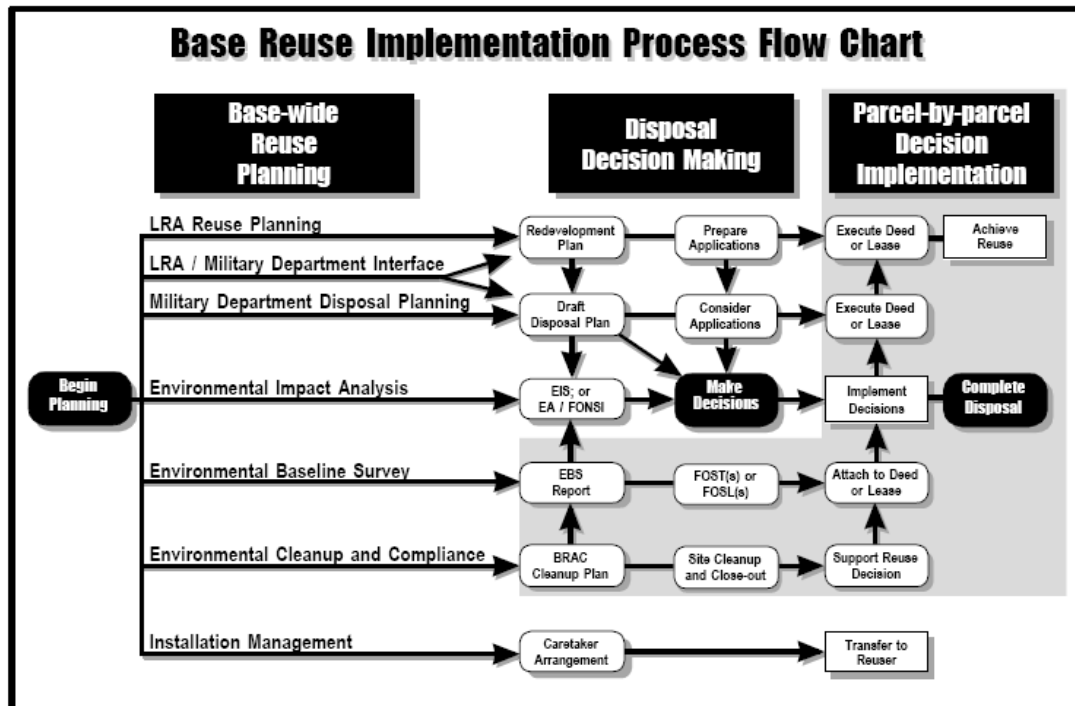 Base Reuse Implementation Process Flow Chart
Base-wide
Reuse
Planning
Disposal
Decision Making
Parcel-by-parcel
Decision
Implementation
LRA Reuse Planning
Redevelopment
Plan
Prepare
Applications
Execute Deed
or Lease
Achieve
Reuse
LRA / Military Department Interface
Military Department Disposal Planning
Draft
Disposal Plan
Consider
Applications
Execute Deed
or Lease
Begin
Planning
Environmental Impact Analysis
EIS; or
EA / FONSI
Make
Decisions
Implement
Decisions
Complete
Disposal
Environmental Baseline Survey
EBS
Report
FOST(s) or
FOSL(s)
Attach to Deed
or Lease
Environmental Cleanup and Compliance
BRAC
Cleanup Plan
Site Cleanup
and Close-out
Support Reuse
Decision
Installation Management
Caretaker
Arrangement
Transfer to
Reuser